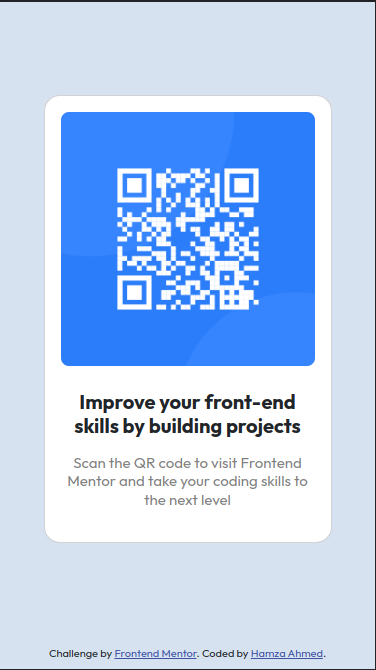 Improve your front-end
skills by building projects
Scan the QR code to visit Frontend
Mentor and take your coding skills to
the next level
Challenge by Frontend Mentor. Coded by Hamza Ahmed.